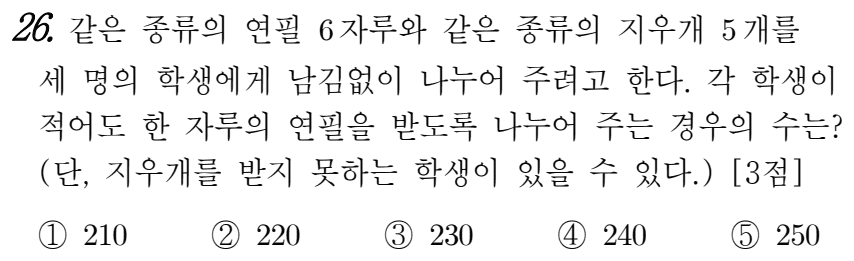 26. 같은 종류의 연필 6자루와 같은 종류의 지우개 5개를
세 명의 학생에게 남김없이 나누어 주려고 한다. 각 학생이
적어도 한 자루의 연필을 받도록 나누어 주는 경우의 수는?
(단, 지우개를 받지 못하는 학생이 있을 수 있다.) [3점]
① 210 ② 220 ③ 230 ④ 240 ⑤ 250